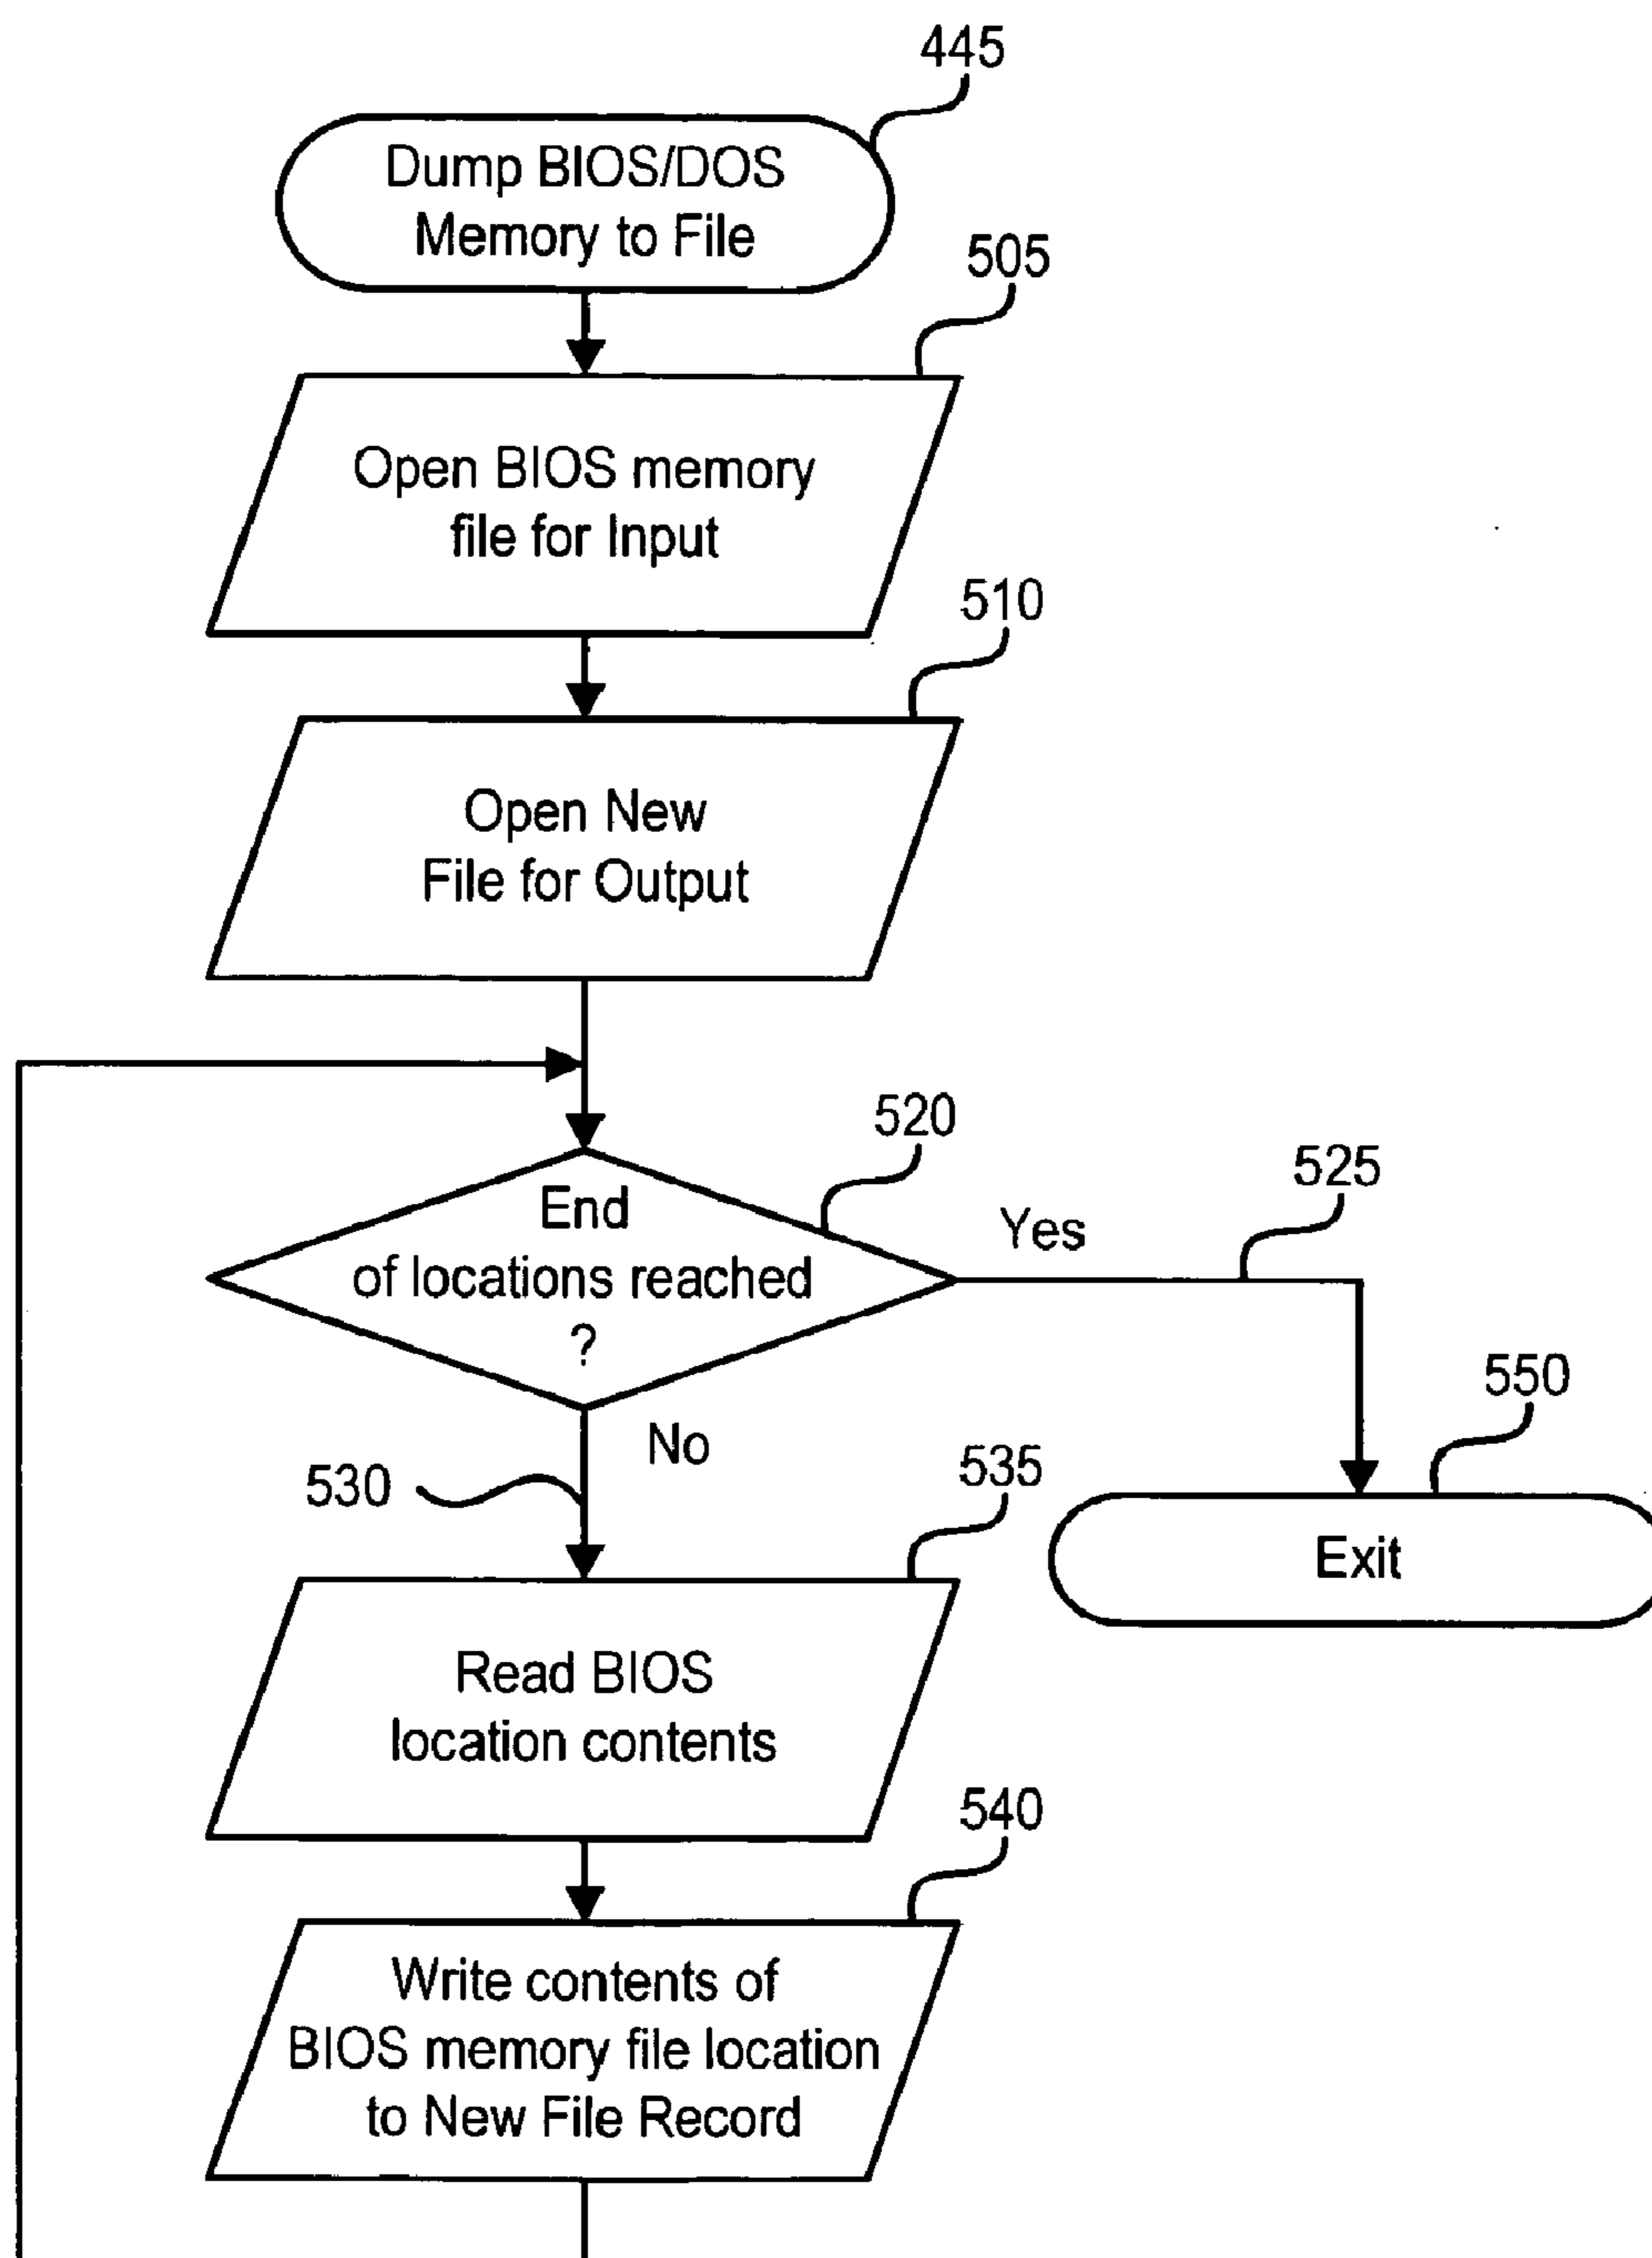 445
Dump BIOS/DOS
Memory to File
505
Open BIOS memory
file for Input
510
Open New
File for Output
520
End
of locations reached
?
Yes
525
No
530
550
Exit
535
Read BIOS
location contents
540
Write contents of
BIOS memory file location
to New File Record